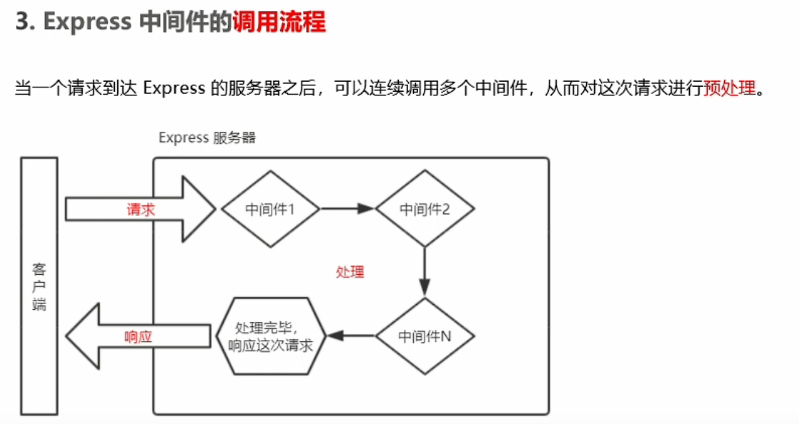 3. Express 中间件的调用流程
当一个请求到达 Express 的服务器之后，可以连续调用多个中间件，从而对这次请求进行预处理。
Express 服务器
客户端
请求
中间件1
中间件2
处理
响应
处理完毕，
响应这次请求
中间件N